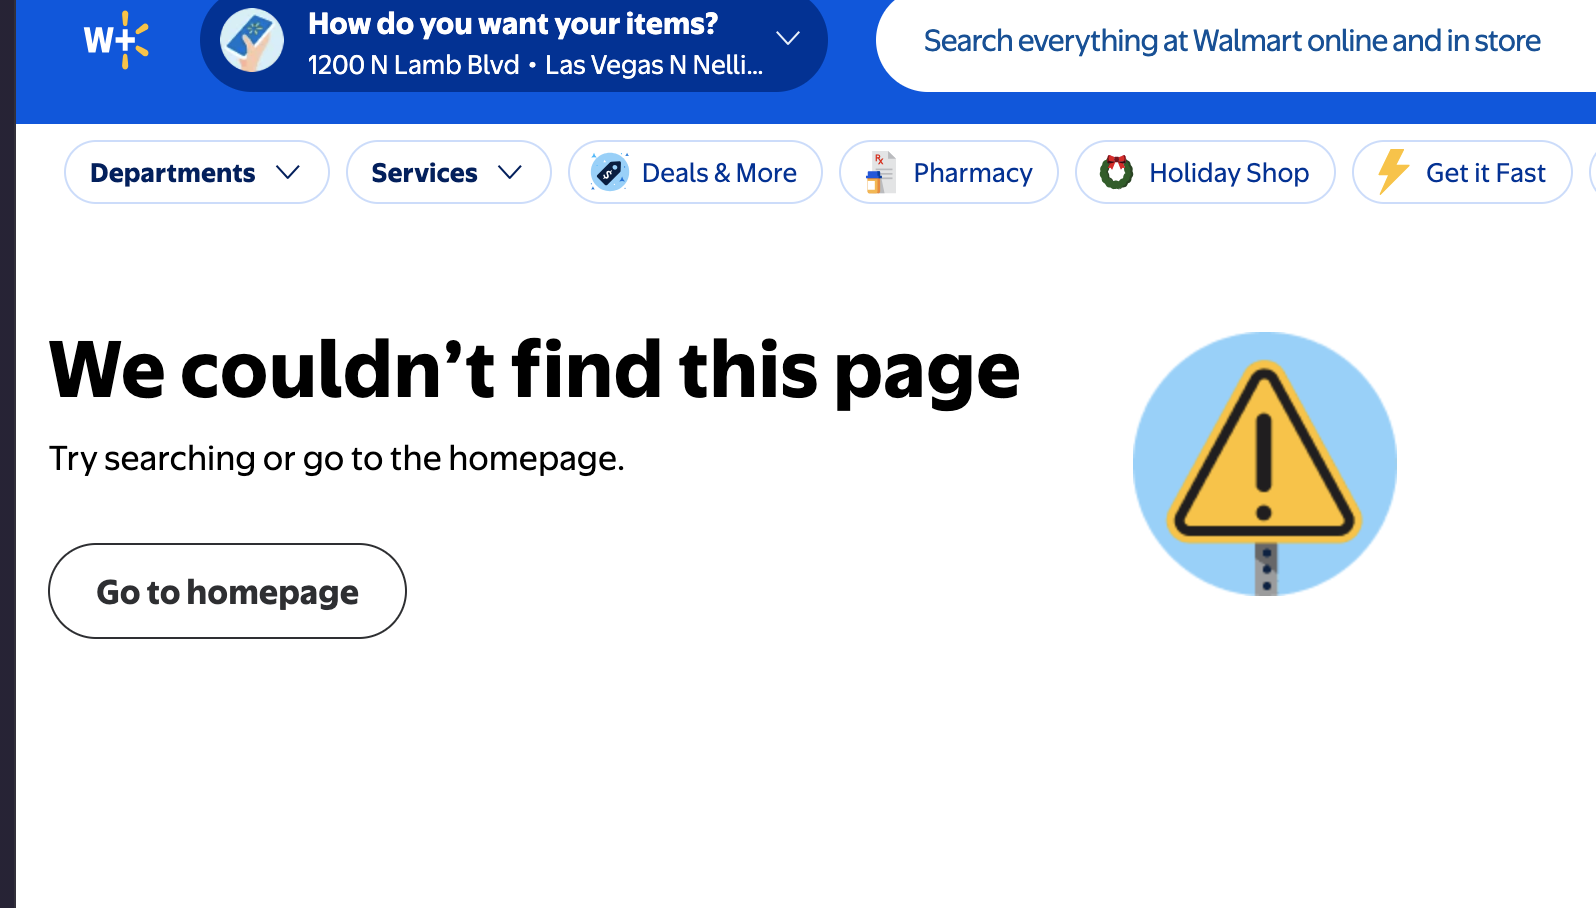 W+
How do you want your items?
1200 N Lamb Blvd • Las Vegas N Nelli...
Search everything at Walmart online and in store
Departments
Services
Deals & More
Pharmacy
Holiday Shop
Get it Fast
We couldn’t find this page
Try searching or go to the homepage.
Go to homepage